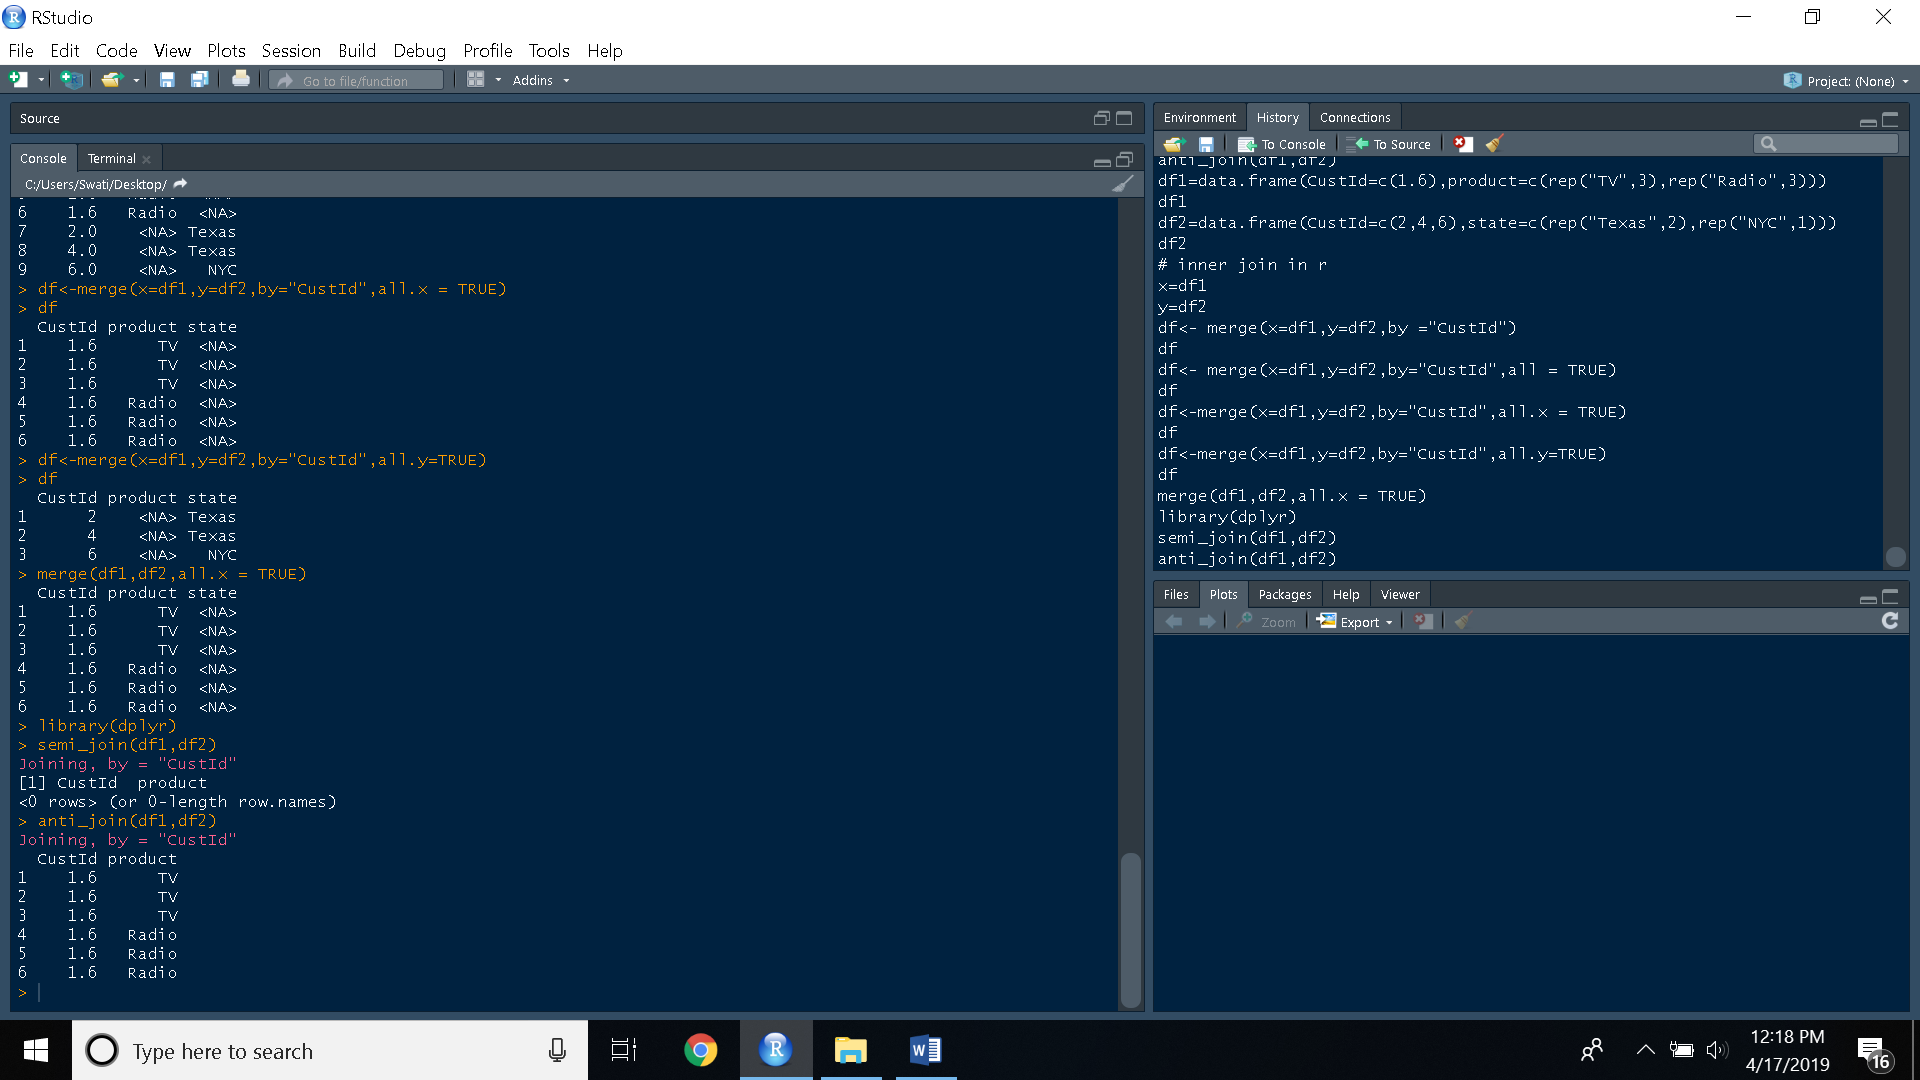 RStudio
File Edit Code View Plots Session Build Debug Profile Tools Help
Go to file/function Addins Project: (None)
Source
Console Terminal
C:/Users/Swati/Desktop/
6 1.6 Radio <NA>
7 2.0 <NA> Texas
8 4.0 <NA> Texas
9 6.0 <NA> NYC
> df<-merge(x=df1,y=df2,by="CustId",all.x = TRUE)
> df
CustId product state
1 1.6 TV <NA>
2 1.6 TV <NA>
3 1.6 TV <NA>
4 1.6 Radio <NA>
5 1.6 Radio <NA>
6 1.6 Radio <NA>
> df<-merge(x=df1,y=df2,by="CustId",all.y=TRUE)
> df
CustId product state
1 2 <NA> Texas
2 4 <NA> Texas
3 6 <NA> NYC
> merge(df1,df2,all.x = TRUE)
CustId product state
1 1.6 TV <NA>
2 1.6 TV <NA>
3 1.6 TV <NA>
4 1.6 Radio <NA>
5 1.6 Radio <NA>
6 1.6 Radio <NA>
> library(dplyr)
> semi_join(df1,df2)
Joining, by = "CustId"
[1] CustId product
<0 rows> (or 0-length row.names)
> anti_join(df1,df2)
Joining, by = "CustId"
CustId product
1 1.6 TV
2 1.6 TV
3 1.6 TV
4 1.6 Radio
5 1.6 Radio
6 1.6 Radio
>
Environment History Connections
To Console To Source
anti_join(df1,df2)
df1=data.frame(CustId=c(1.6),product=c(rep("TV",3),rep("Radio",3)))
df1
df2=data.frame(CustId=c(2,4,6),state=c(rep("Texas",2),rep("NYC",1)))
df2
# inner join in r
x=df1
y=df2
df<- merge(x=df1,y=df2,by ="CustId")
df
df<- merge(x=df1,y=df2,by="CustId",all = TRUE)
df
df<-merge(x=df1,y=df2,by="CustId",all.x = TRUE)
df
df<-merge(x=df1,y=df2,by="CustId",all.y=TRUE)
df
merge(df1,df2,all.x = TRUE)
library(dplyr)
semi_join(df1,df2)
anti_join(df1,df2)
Files Plots Packages Help Viewer
Zoom Export
Type here to search
12:18 PM
4/17/2019
16